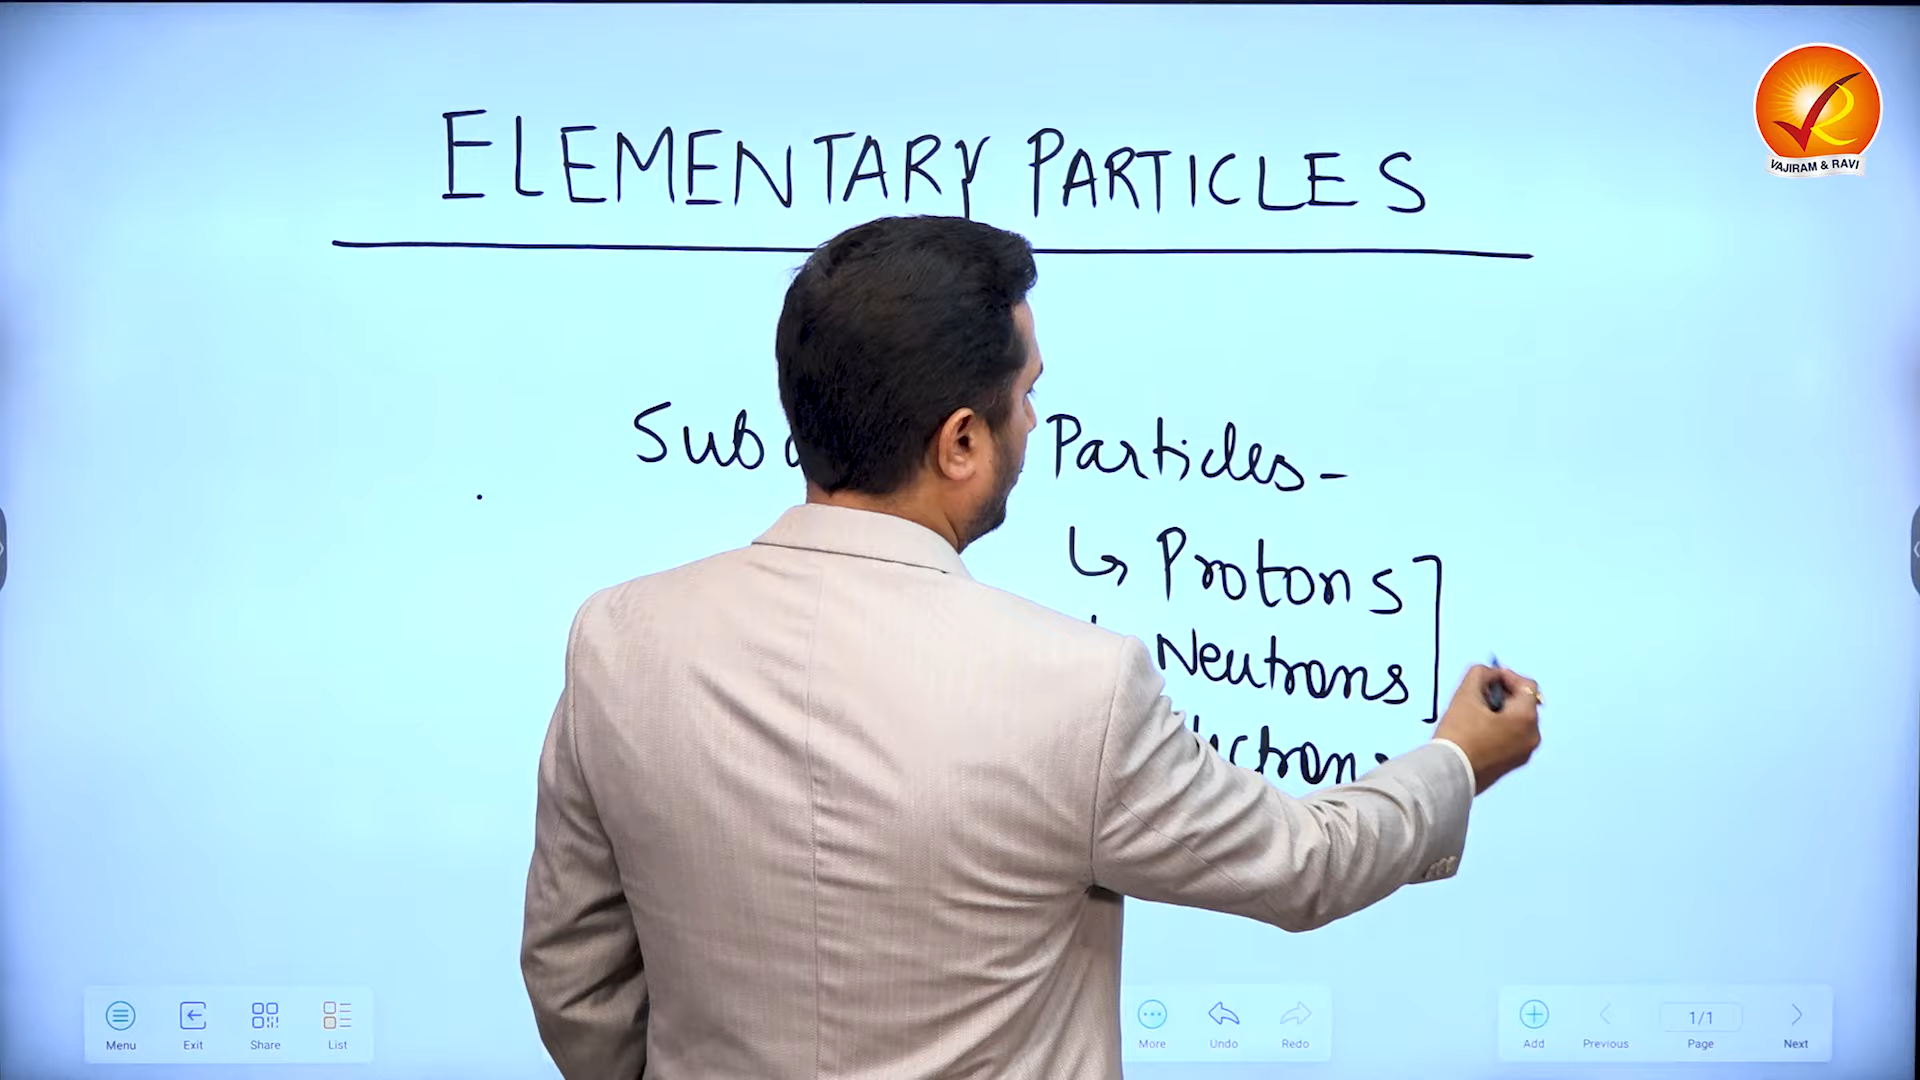 ELEMENTARY PARTICLES
VAJIRAM & RAVI
Particles-
↳ Protons
Neutrons
Menu
Exit
Share
List
More
Undo
Redo
Add
Previous
1/1
Page
Next